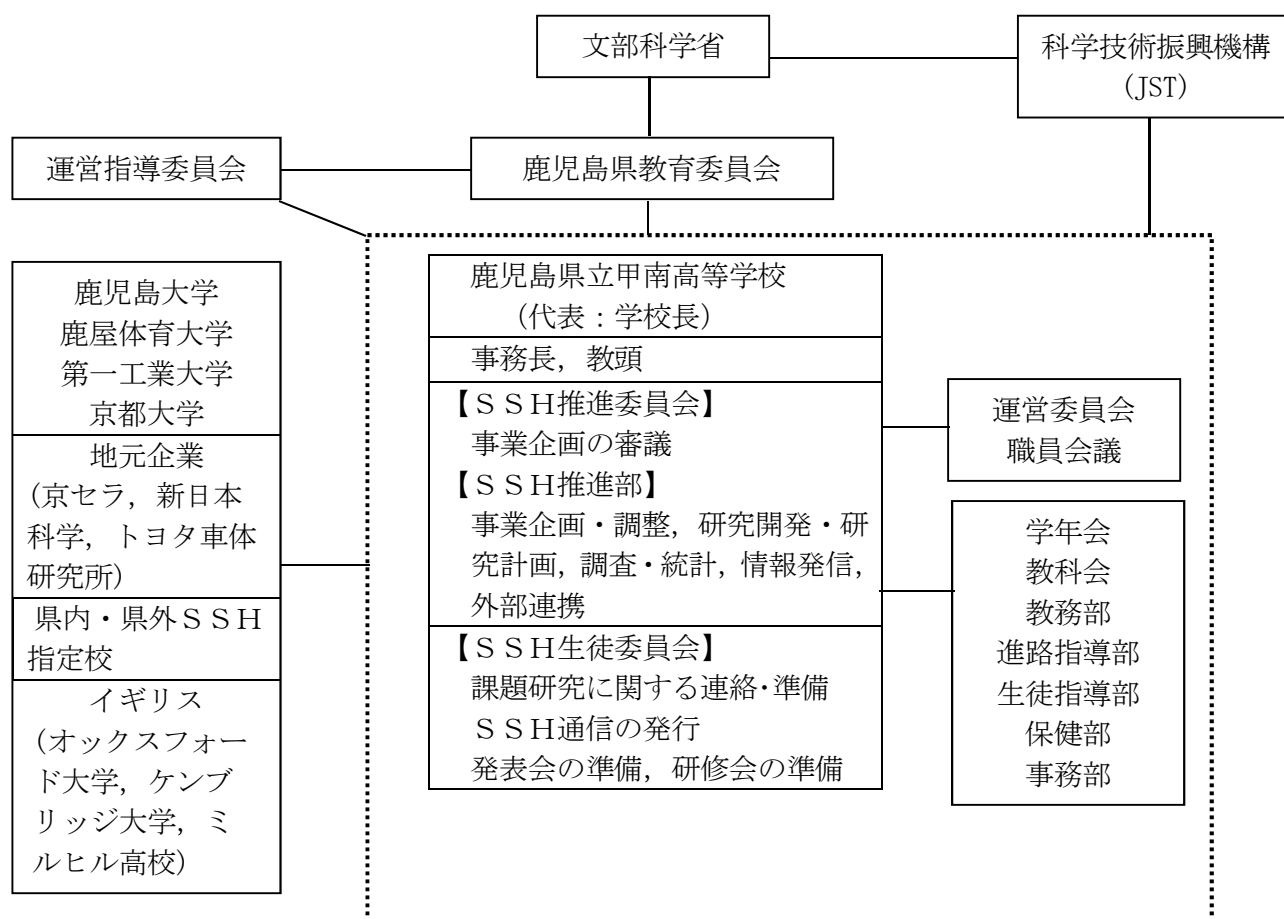 文部科学省
科学技術振興機構
（JST）
運営指導委員会
鹿児島県教育委員会
鹿児島大学
鹿屋体育大学
第一工業大学
京都大学
地元企業
（京セラ，新日本
科学，トヨタ車体
研究所）
県内・県外ＳＳＨ
指定校
イギリス
（オックスフォー
ド大学，ケンブ
リッジ大学，ミ
ルヒル高校）
鹿児島県立甲南高等学校
（代表：学校長）
事務長，教頭
【ＳＳＨ推進委員会】
事業企画の審議
【ＳＳＨ推進部】
事業企画・調整，研究開発・研
究計画，調査・統計，情報発信，
外部連携
【ＳＳＨ生徒委員会】
課題研究に関する連絡・準備
ＳＳＨ通信の発行
発表会の準備，研修会の準備
運営委員会
職員会議
学年会
教科会
教務部
進路指導部
生徒指導部
保健部
事務部